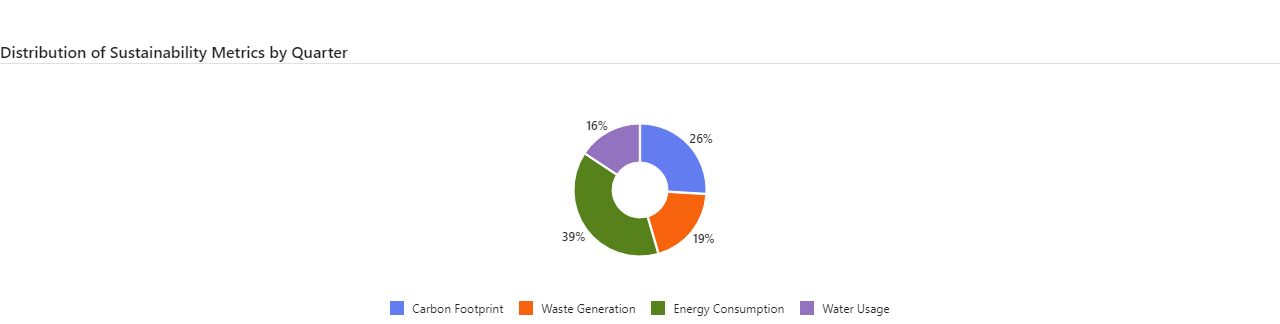 Distribution of Sustainability Metrics by Quarter
16%
26%
39%
19%
Carbon Footprint
Waste Generation
Energy Consumption
Water Usage